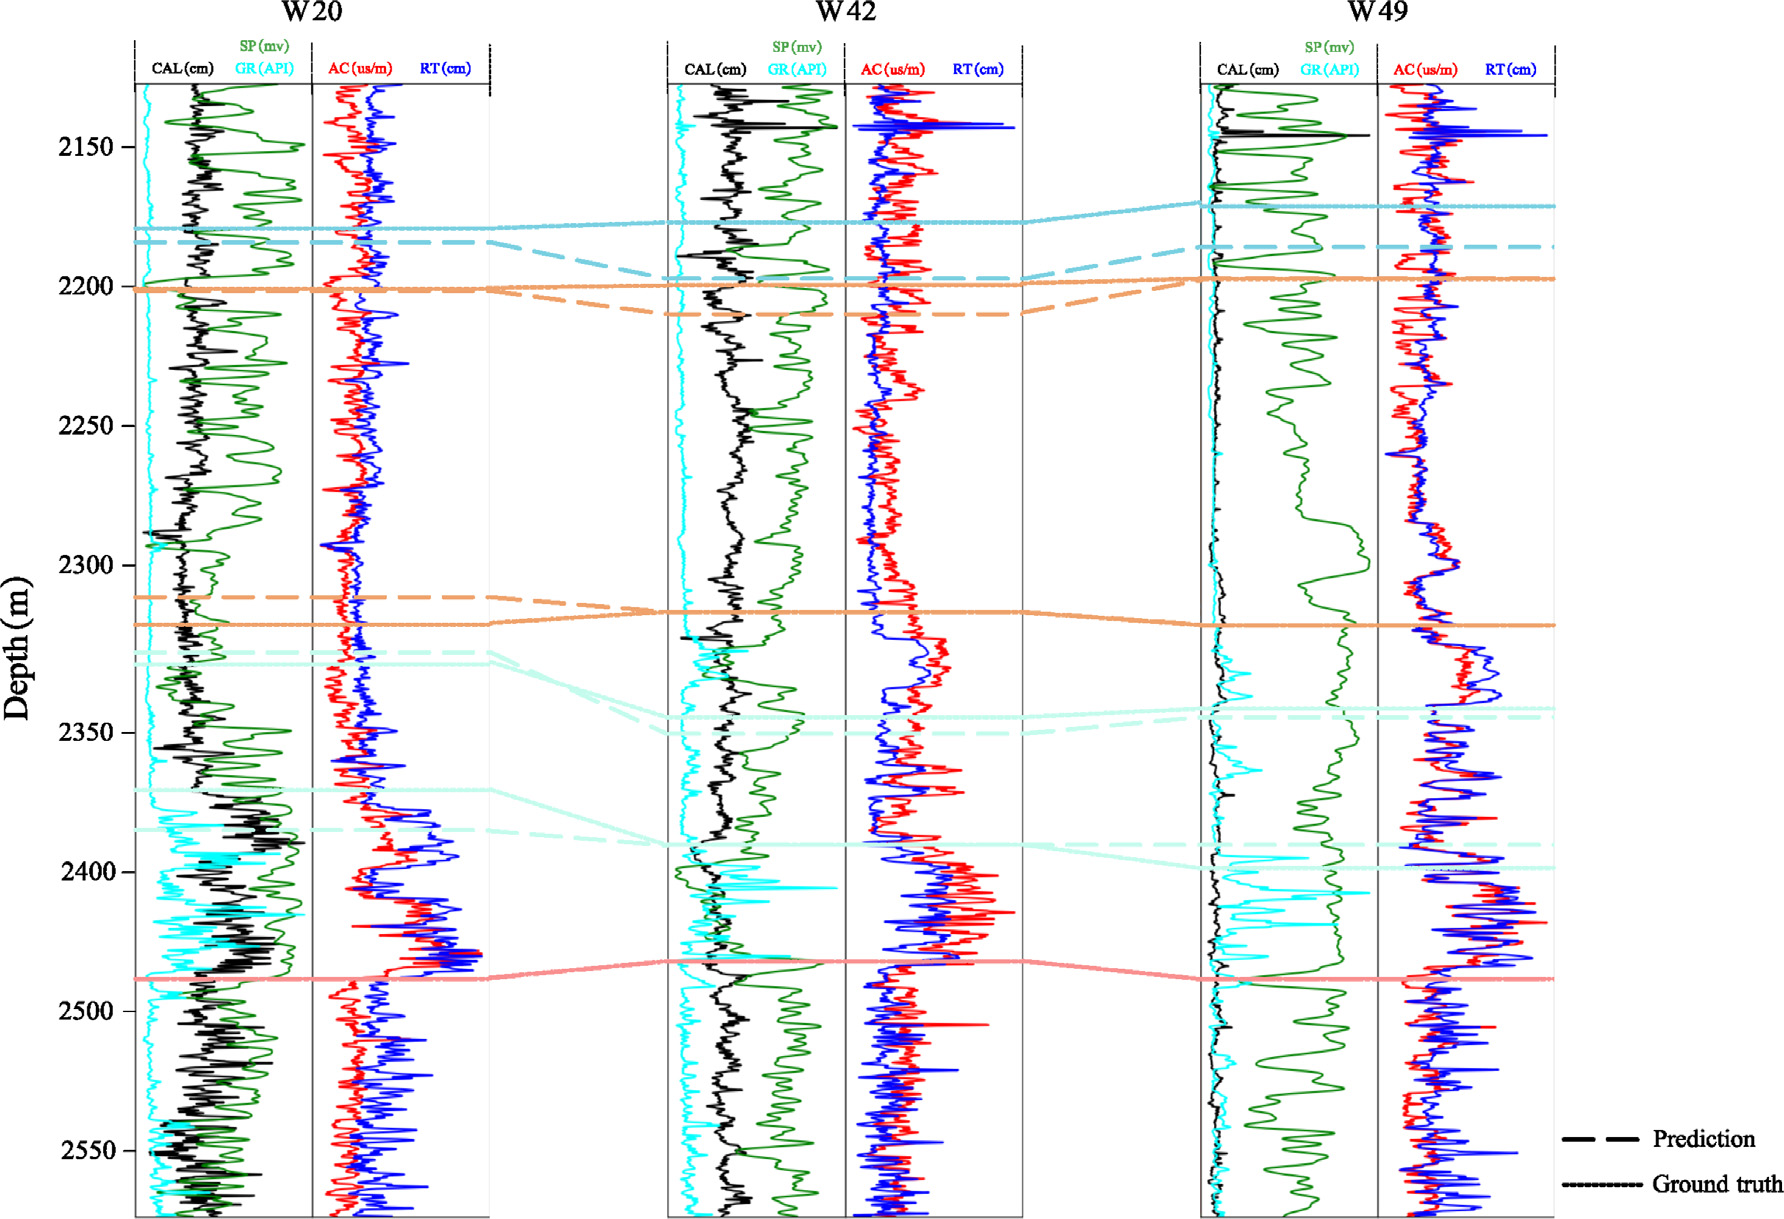 W20 W42 W49
SP (mv) SP (mv) SP (mv)
CAL (cm) GR (API) AC (us/m) RT (cm) CAL (cm) GR (API) AC (us/m) RT (cm) CAL (cm) GR (API) AC (us/m) RT (cm)
2150
2200
2250
2300
Depth (m)
2350
2400
2500
2550
Prediction
Ground truth